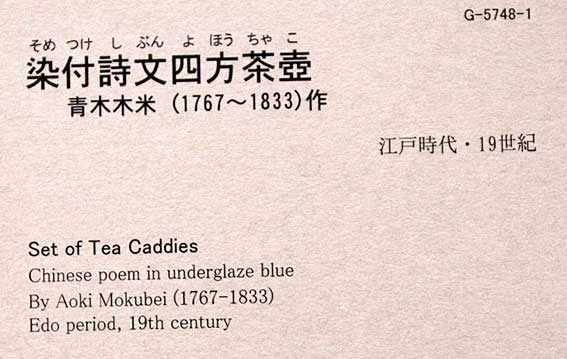 G-5748-1
そめ つけ し ぶん よ ほう ちゃ こ
染付詩文四方茶壺
青木木米 (1767～1833)作
江戸時代・19世紀
Set of Tea Caddies
Chinese poem in underglaze blue
By Aoki Mokubei (1767-1833)
Edo period, 19th century